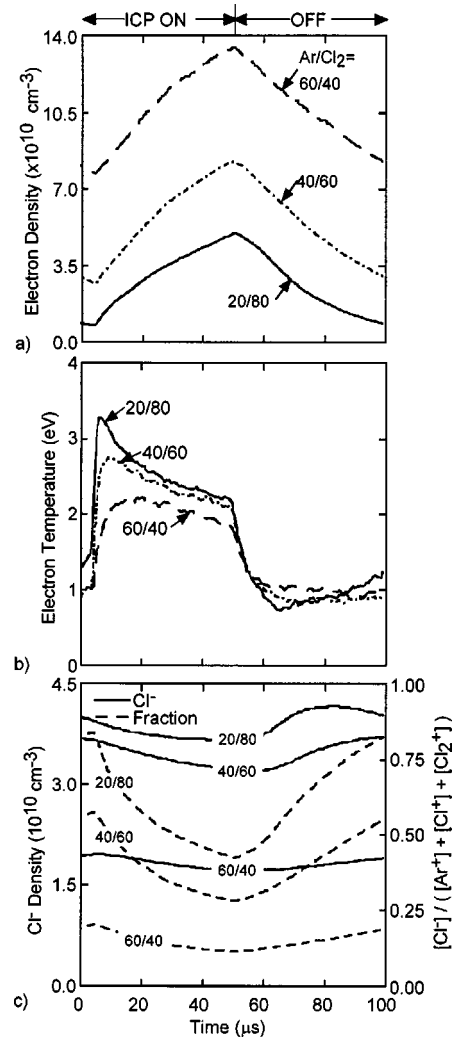 ICP ON OFF
14.0
Ar/Cl2=
60/40
10.5
7.0
40/60
3.5
20/80
0.0
Electron Density (x10^10 cm^-3)
a)
4
20/80
3
40/60
2
60/40
1
0
Electron Temperature (eV)
b)
4.5 1.00
Cl^-
Fraction
20/80
0.75
3.0
40/60
20/80
0.50
40/60
1.5
60/40
0.25
60/40
0.0 0.00
0 20 40 60 80 100
Cl^- Density (10^10 cm^-3)
[Cl^-] / ( [Ar^+] + [Cl^+] + [Cl2^+] )
c)
Time (μs)